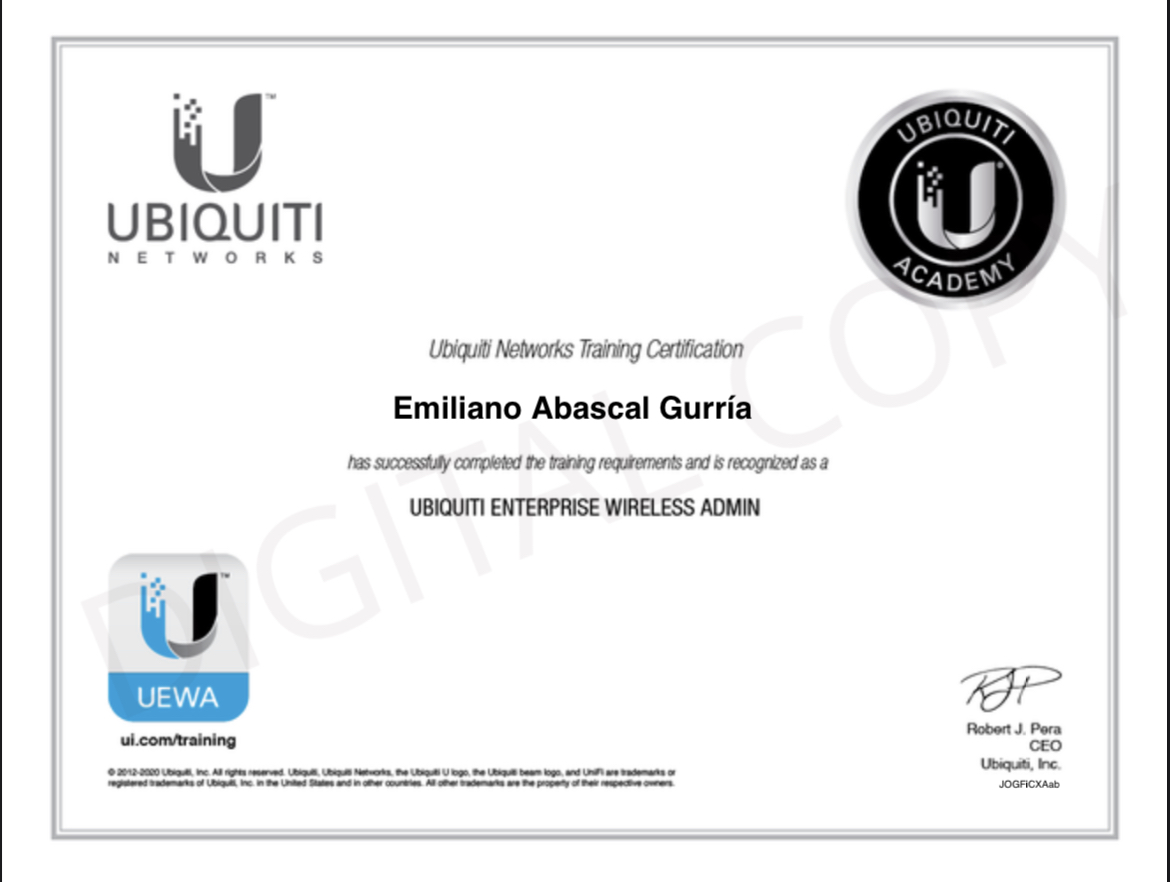 UBIQUITI
NETWORKS
™
UBIQUITI
ACADEMY
Ubiquiti Networks Training Certification
Emiliano Abascal Gurría
has successfully completed the training requirements and is recognized as a
UBIQUITI ENTERPRISE WIRELESS ADMIN
DIGITAL COPY
™
UEWA
ui.com/training
© 2012-2020 Ubiquiti, Inc. All rights reserved. Ubiquiti, Ubiquiti Networks, the Ubiquiti U logo, the Ubiquiti beam logo, and UniFi are trademarks or
registered trademarks of Ubiquiti, Inc. in the United States and in other countries. All other trademarks are the property of their respective owners.
Robert J. Pera
CEO
Ubiquiti, Inc.
JOGFICXAab